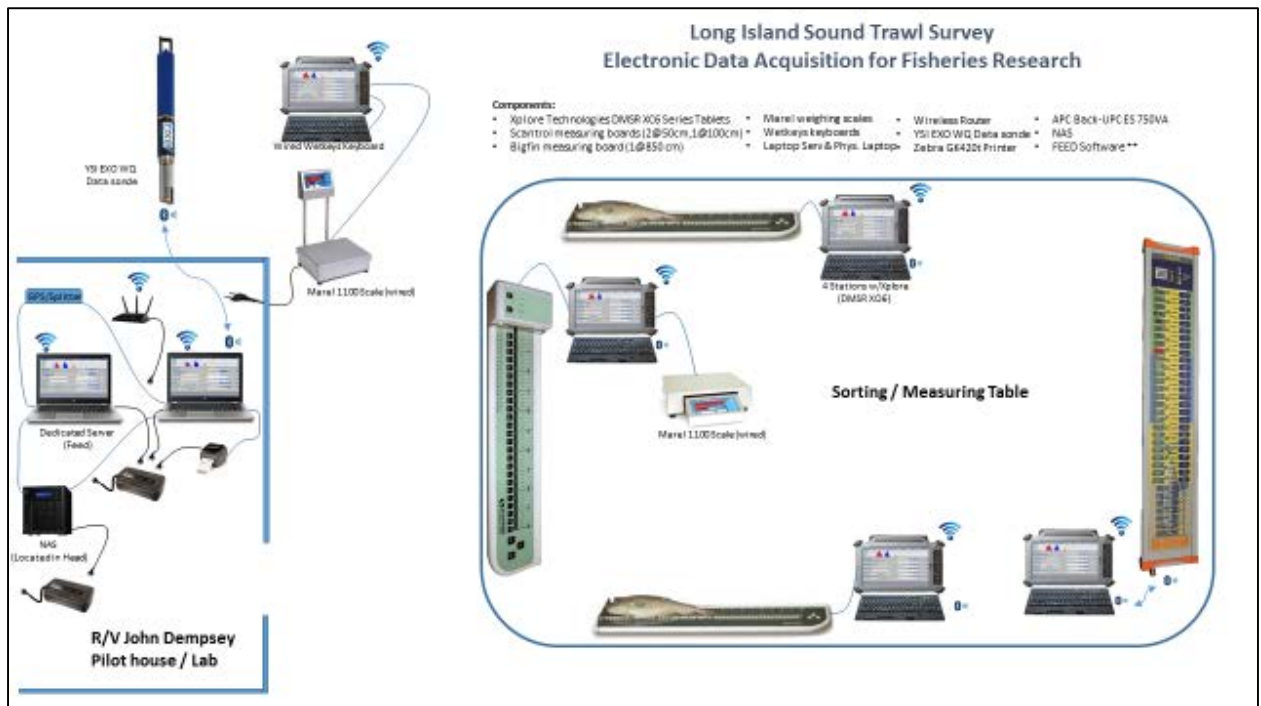 Long Island Sound Trawl Survey
Electronic Data Acquisition for Fisheries Research
Components:
• Xplore Technologies DMSR XC6 Series Tablets
• Scantrol measuring boards (2@50cm,1@100cm)
• Bigfin measuring board (1@850 cm)
• Marel weighing scales
• Wetkeys keyboards
• Laptop Serv & Phys. Laptop
• Wireless Router
• YSI EXO WQ Data sonde
• Zebra GK420t Printer
• APC Back-UPC ES 750VA
• NAS
• FEED Software **
YSI EXO WQ
Data sonde
Wired Wetkeys Keyboard
Marel 1100 Scale (wired)
GPS/Splitter
Dedicated Server
(Feed)
NAS
(Located in Head)
R/V John Dempsey
Pilot house / Lab
4 Stations w/Xplore
(DMSR XO6)
Marel 1100 Scale (wired)
Sorting / Measuring Table